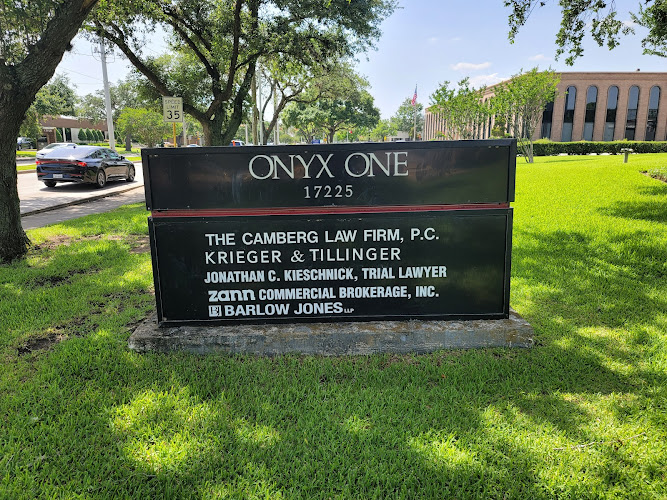 ONYX ONE
17225
THE CAMBERG LAW FIRM, P.C.
KRIEGER & TILLINGER
JONATHAN C. KIESCHNICK, TRIAL LAWYER
zann COMMERCIAL BROKERAGE, INC.
BARLOW JONES LLP
35